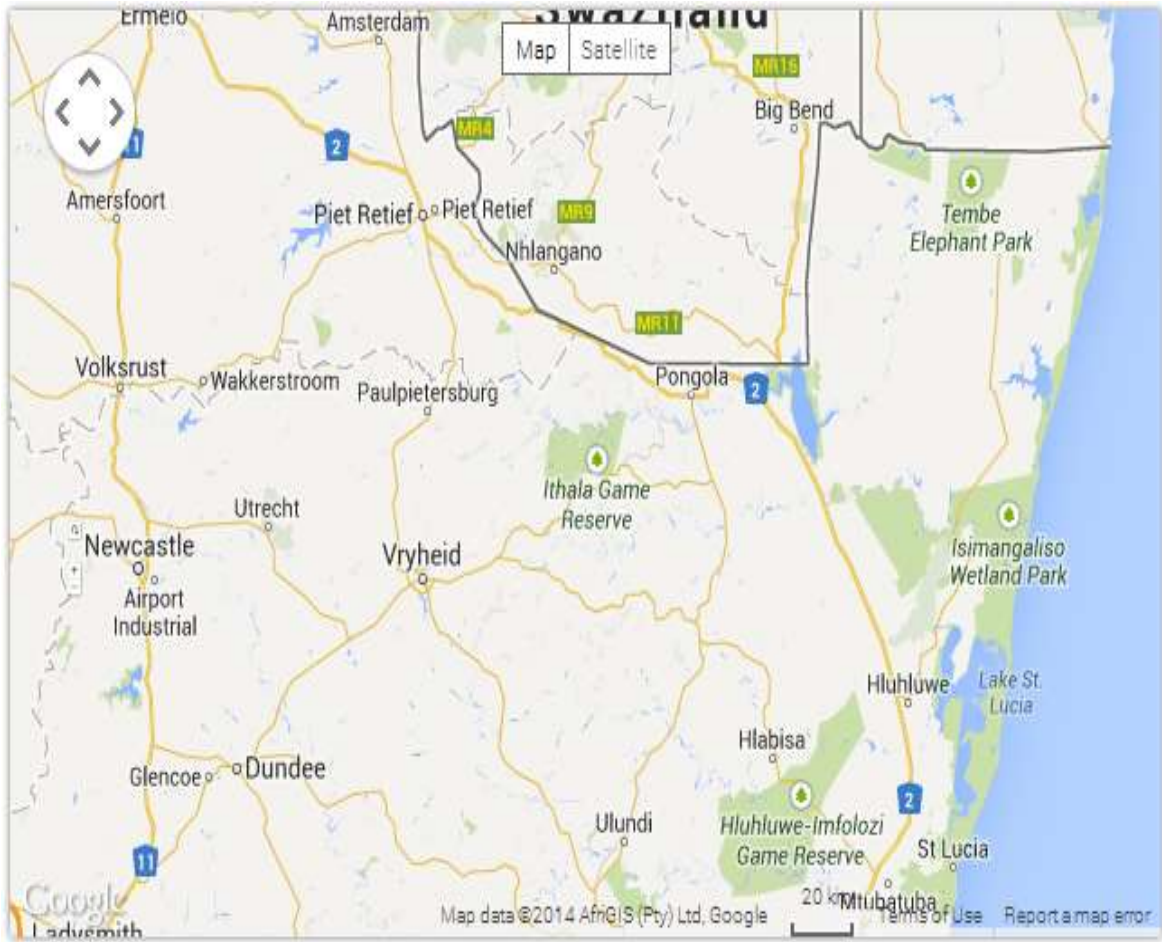 Ermelo
Amsterdam
Swaziland
Map
Satellite
MR16
Big Bend
MR4
11
2
Amersfoort
Piet Retief
Piet Retief
MR9
Tembe
Elephant Park
Nhlangano
MR11
Volksrust
Wakkerstroom
Paulpietersburg
Pongola
2
Ithala Game
Reserve
Utrecht
Newcastle
Vryheid
Isimangaliso
Wetland Park
Airport
Industrial
Hluhluwe
Lake St.
Lucia
Hlabisa
Glencoe
Dundee
2
Ulundi
Hluhluwe-Imfolozi
Game Reserve
St Lucia
11
Google
20 km
Mtubatuba
Map data ©2014 AfriGIS (Pty) Ltd, Google
Terms of Use
Report a map error
Ladysmith